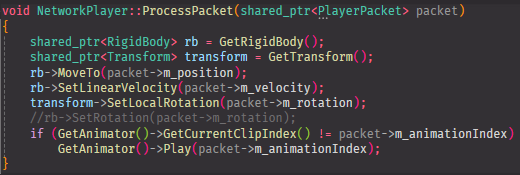 void NetworkPlayer::ProcessPacket(shared_ptr<PlayerPacket> packet)
{
    shared_ptr<RigidBody> rb = GetRigidBody();
    shared_ptr<Transform> transform = GetTransform();
    rb->MoveTo(packet->m_position);
    rb->SetLinearVelocity(packet->m_velocity);
    transform->SetLocalRotation(packet->m_rotation);
    //rb->SetRotation(packet->m_rotation);
    if (GetAnimator()->GetCurrentClipIndex() != packet->m_animationIndex)
        GetAnimator()->Play(packet->m_animationIndex);
}